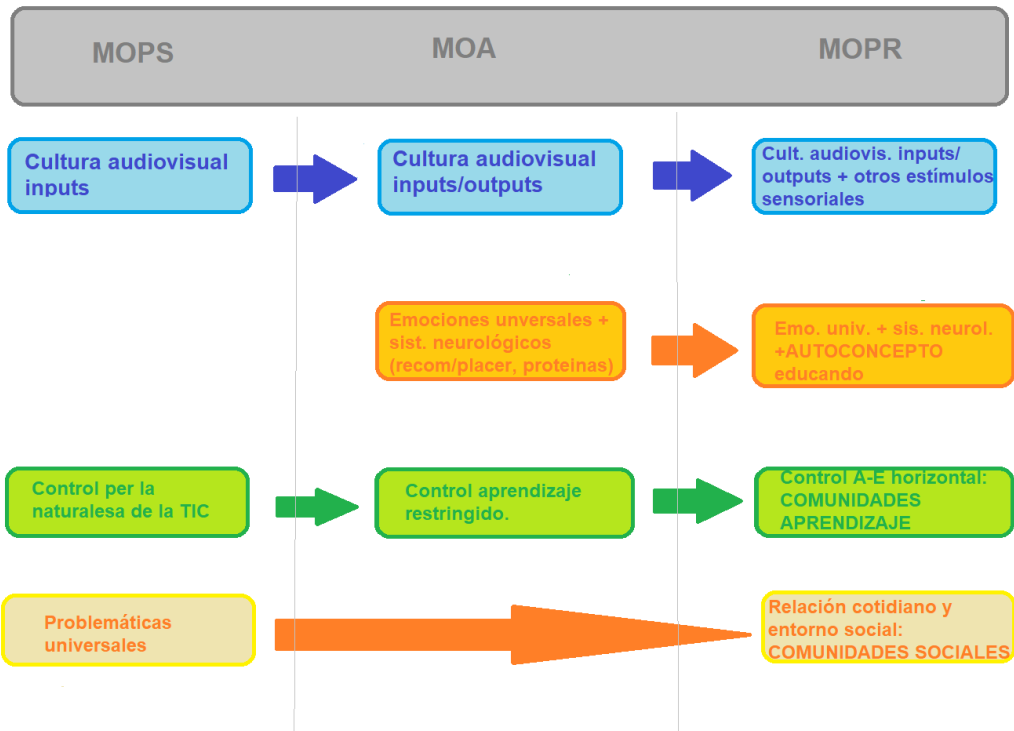 MOPS
MOA
MOPR
Cultura audiovisual
inputs
Cultura audiovisual
inputs/outputs
Cult. audiovis. inputs/
outputs + otros estímulos
sensoriales
Emociones unversales +
sist. neurológicos
(recom/placer, proteinas)
Emo. univ. + sis. neurol.
+AUTOCONCEPTO
educando
Control per la
naturalesa de la TIC
Control aprendizaje
restringido.
Control A-E horizontal:
COMUNIDADES
APRENDIZAJE
Problemáticas
universales
Relación cotidiano y
entorno social:
COMUNIDADES SOCIALES